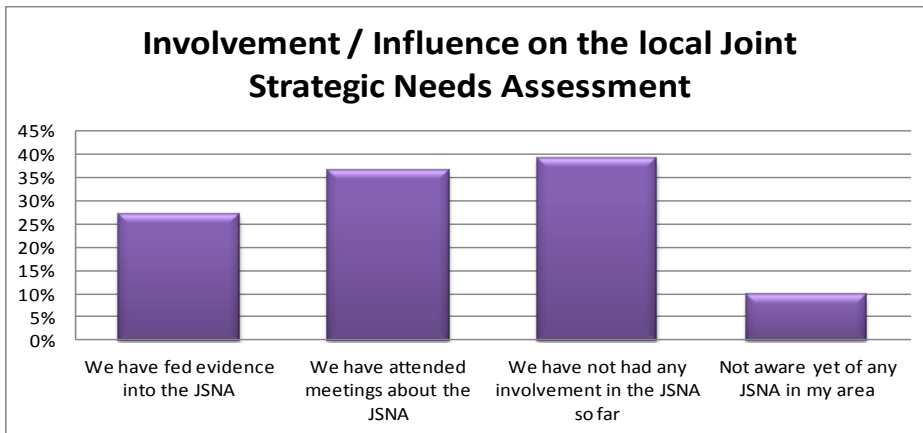 Involvement / Influence on the local Joint
Strategic Needs Assessment
45%
40%
35%
30%
25%
20%
15%
10%
5%
0%
We have fed evidence
into the JSNA
We have attended
meetings about the
JSNA
We have not had any
involvement in the JSNA
so far
Not aware yet of any
JSNA in my area